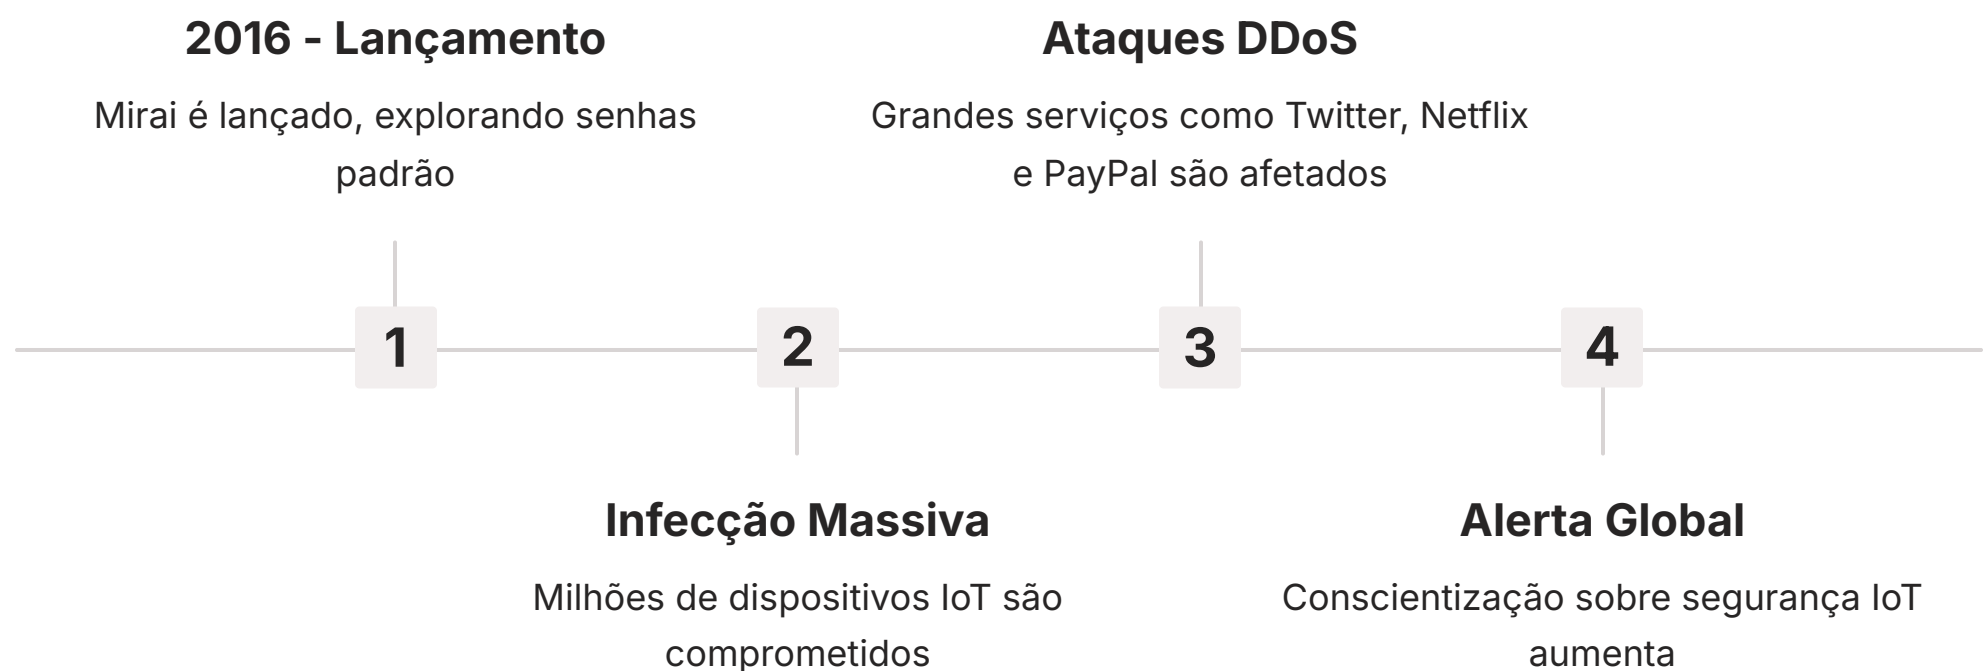 2016 - Lançamento
Mirai é lançado, explorando senhas
padrão
Ataques DDoS
Grandes serviços como Twitter, Netflix
e PayPal são afetados
1
2
3
4
Infecção Massiva
Milhões de dispositivos IoT são
comprometidos
Alerta Global
Conscientização sobre segurança IoT
aumenta